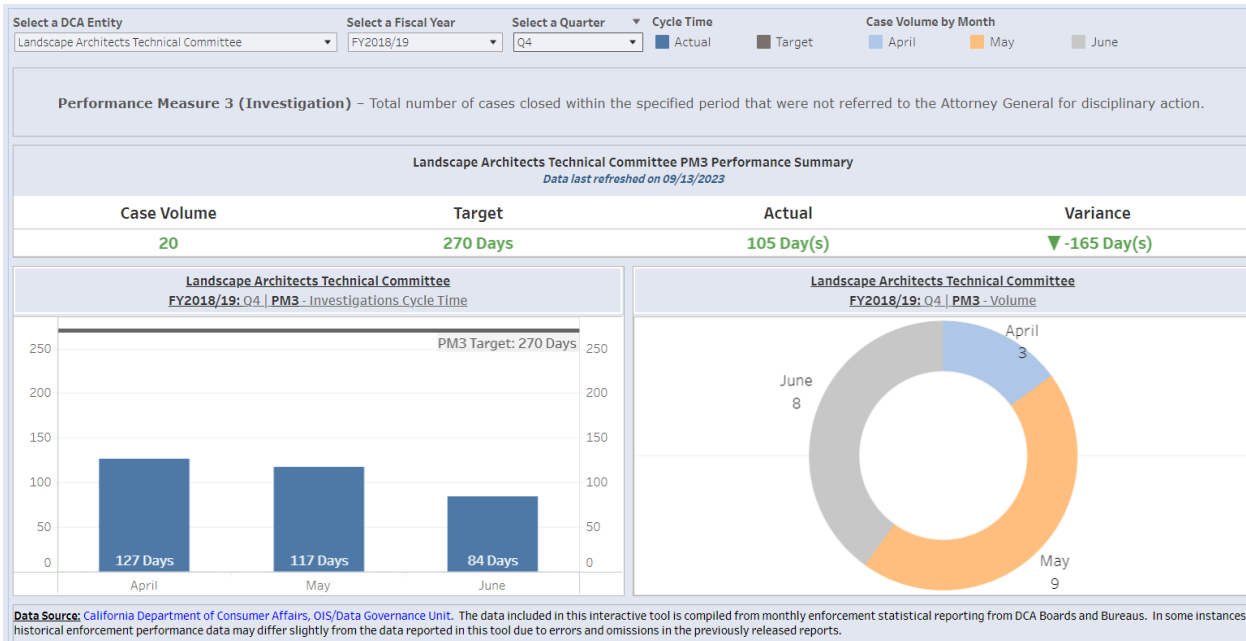 Select a DCA Entity
Select a Fiscal Year
Select a Quarter
Cycle Time
Case Volume by Month
Landscape Architects Technical Committee
FY2018/19
Q4
Actual
Target
April
May
June
Performance Measure 3 (Investigation) – Total number of cases closed within the specified period that were not referred to the Attorney General for disciplinary action.
Landscape Architects Technical Committee PM3 Performance Summary
Data last refreshed on 09/13/2023
Case Volume
Target
Actual
Variance
20
270 Days
105 Day(s)
▼ -165 Day(s)
Landscape Architects Technical Committee
FY2018/19: Q4 | PM3 - Investigations Cycle Time
PM3 Target: 270 Days
250
200
150
100
50
0
250
200
150
100
50
0
127 Days
117 Days
84 Days
April
May
June
Landscape Architects Technical Committee
FY2018/19: Q4 | PM3 - Volume
April
3
June
8
May
9
Data Source: California Department of Consumer Affairs, OIS/Data Governance Unit. The data included in this interactive tool is compiled from monthly enforcement statistical reporting from DCA Boards and Bureaus. In some instances
historical enforcement performance data may differ slightly from the data reported in this tool due to errors and omissions in the previously released reports.